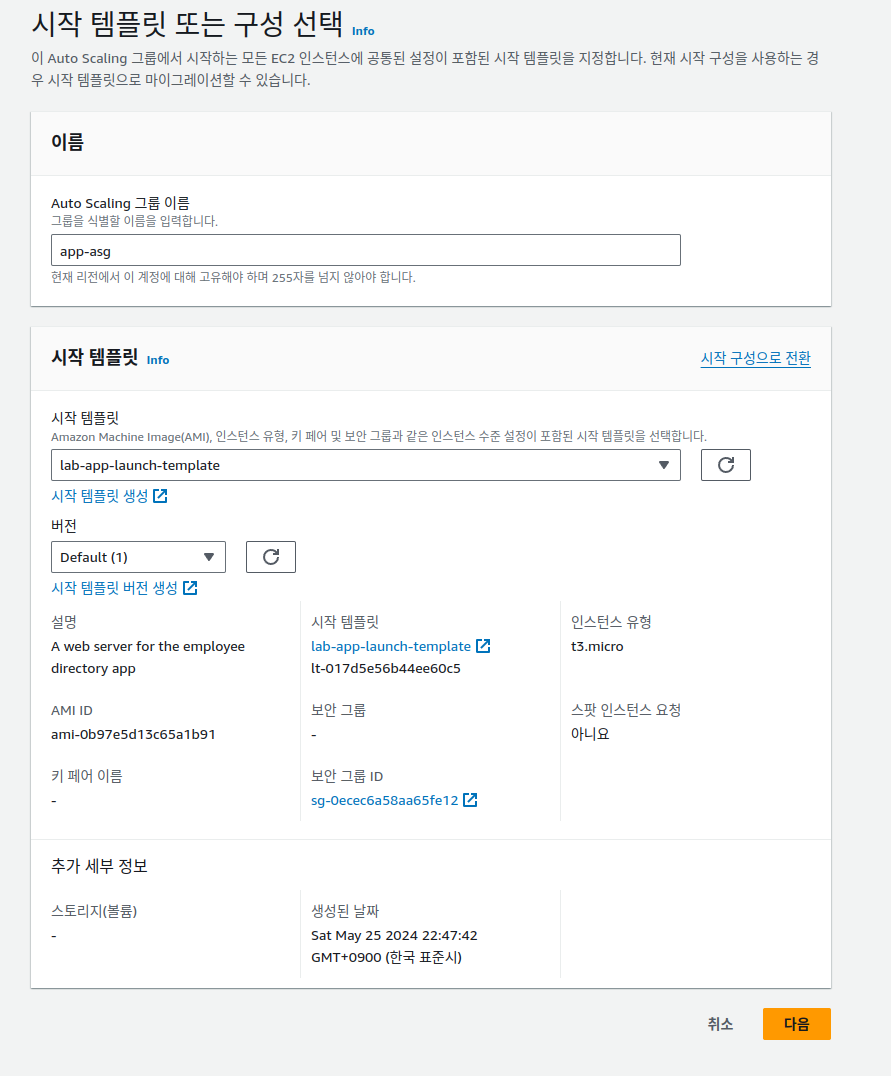 시작 템플릿 또는 구성 선택 Info
이 Auto Scaling 그룹에서 시작하는 모든 EC2 인스턴스에 공통된 설정이 포함된 시작 템플릿을 지정합니다. 현재 시작 구성을 사용하는 경
우 시작 템플릿으로 마이그레이션할 수 있습니다.
이름
Auto Scaling 그룹 이름
그룹을 식별할 이름을 입력합니다.
app-asg
현재 리전에서 이 계정에 대해 고유해야 하며 255자를 넘지 않아야 합니다.
시작 템플릿 Info
시작 구성으로 전환
시작 템플릿
Amazon Machine Image(AMI), 인스턴스 유형, 키 페어 및 보안 그룹과 같은 인스턴스 수준 설정이 포함된 시작 템플릿을 선택합니다.
lab-app-launch-template
시작 템플릿 생성
버전
Default (1)
시작 템플릿 버전 생성
설명
A web server for the employee
directory app
시작 템플릿
lab-app-launch-template
lt-017d5e56b44ee60c5
인스턴스 유형
t3.micro
AMI ID
ami-0b97e5d13c65a1b91
보안 그룹
-
스팟 인스턴스 요청
아니요
키 페어 이름
-
보안 그룹 ID
sg-0ecec6a58aa65fe12
추가 세부 정보
스토리지(볼륨)
-
생성된 날짜
Sat May 25 2024 22:47:42
GMT+0900 (한국 표준시)
취소
다음